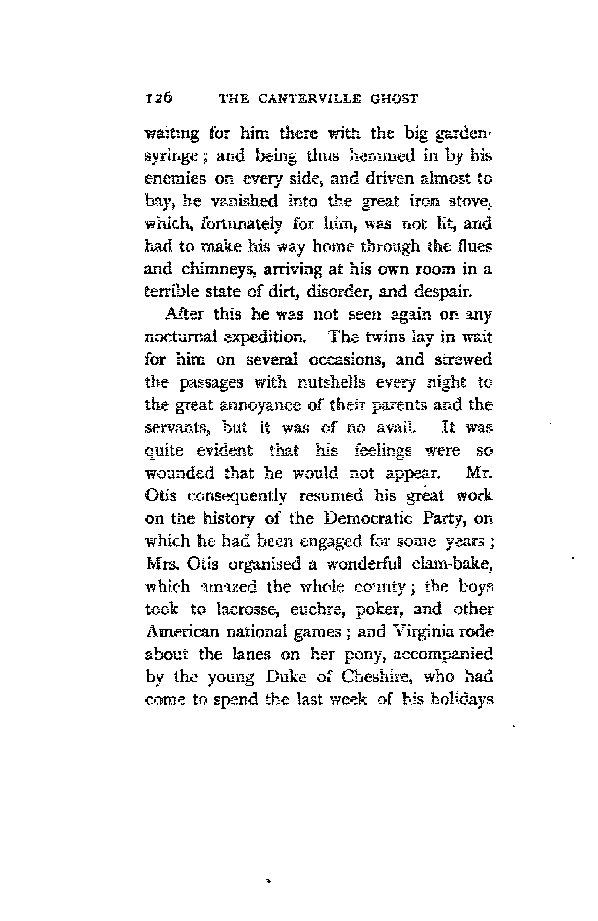 126 THE CANTERVILLE GHOST
waiting for him there with the big garden-
syringe; and being thus hemmed in by his
enemies on every side, and driven almost to
bay, he vanished into the great iron stove,
which, fortunately for him, was not lit, and
had to make his way home through the flues
and chimneys, arriving at his own room in a
terrible state of dirt, disorder, and despair.
After this he was not seen again on any
nocturnal expedition. The twins lay in wait
for him on several occasions, and strewed
the passages with nutshells every night to
the great annoyance of their parents and the
servants, but it was of no avail. It was
quite evident that his feelings were so
wounded that he would not appear. Mr.
Otis consequently resumed his great work
on the history of the Democratic Party, on
which he had been engaged for some years;
Mrs. Otis organised a wonderful clam-bake,
which amazed the whole county; the boys
took to lacrosse, euchre, poker, and other
American national games; and Virginia rode
about the lanes on her pony, accompanied
by the young Duke of Cheshire, who had
come to spend the last week of his holidays